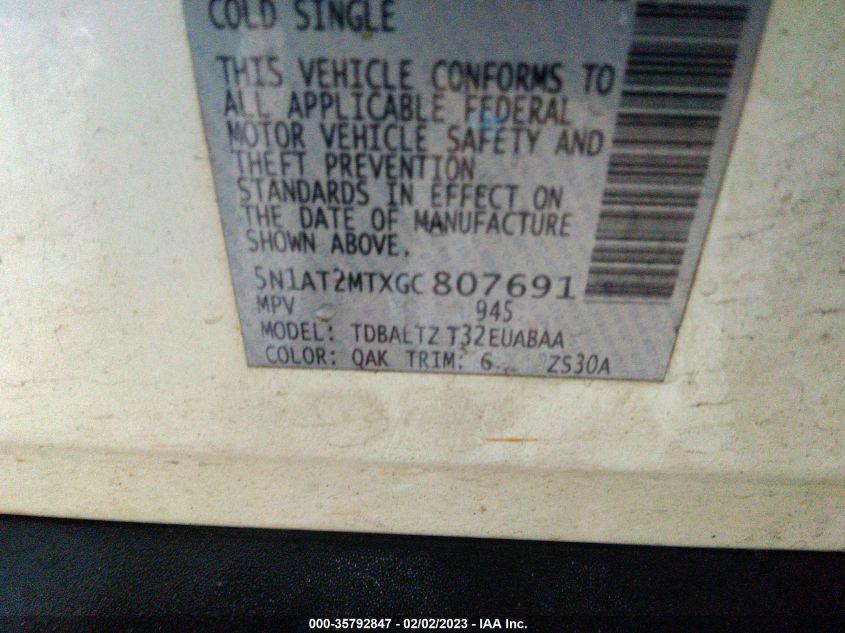 COLD SINGLE
THIS VEHICLE CONFORMS TO
ALL APPLICABLE FEDERAL
MOTOR VEHICLE SAFETY AND
THEFT PREVENTION
STANDARDS IN EFFECT ON
THE DATE OF MANUFACTURE
SHOWN ABOVE.
5N1AT2MTXGC 807691
MPV 945
MODEL: TDBALTZ T32EUABAA
COLOR: QAK TRIM: 6 ZS30A
000-35792847 - 02/02/2023 - IAA Inc.